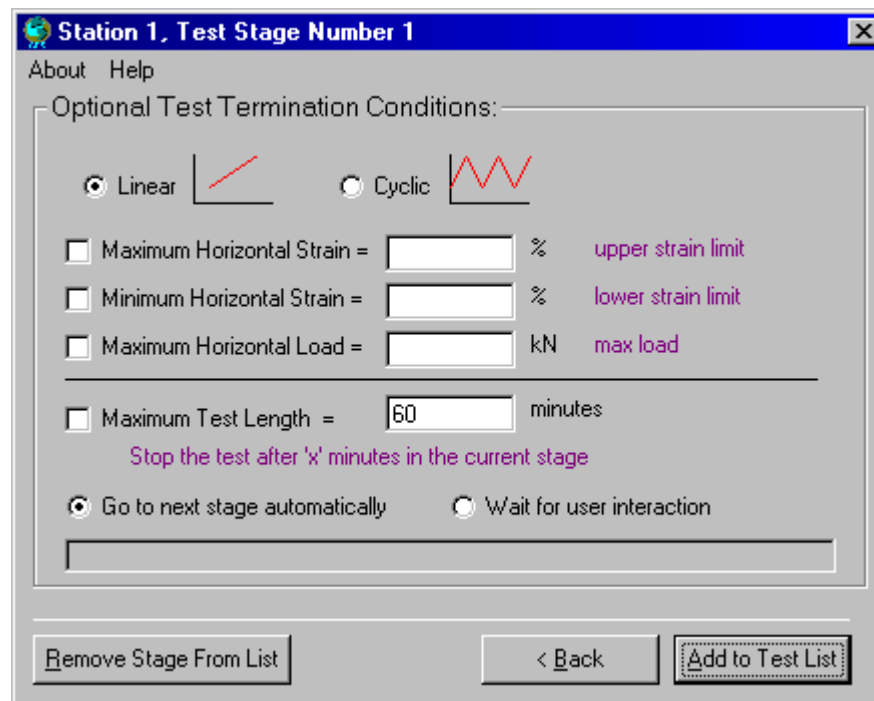 Station 1, Test Stage Number 1
About Help
Optional Test Termination Conditions:
Linear Cyclic
Maximum Horizontal Strain = % upper strain limit
Minimum Horizontal Strain = % lower strain limit
Maximum Horizontal Load = kN max load
Maximum Test Length = 60 minutes
Stop the test after 'x' minutes in the current stage
Go to next stage automatically Wait for user interaction
Remove Stage From List < Back Add to Test List